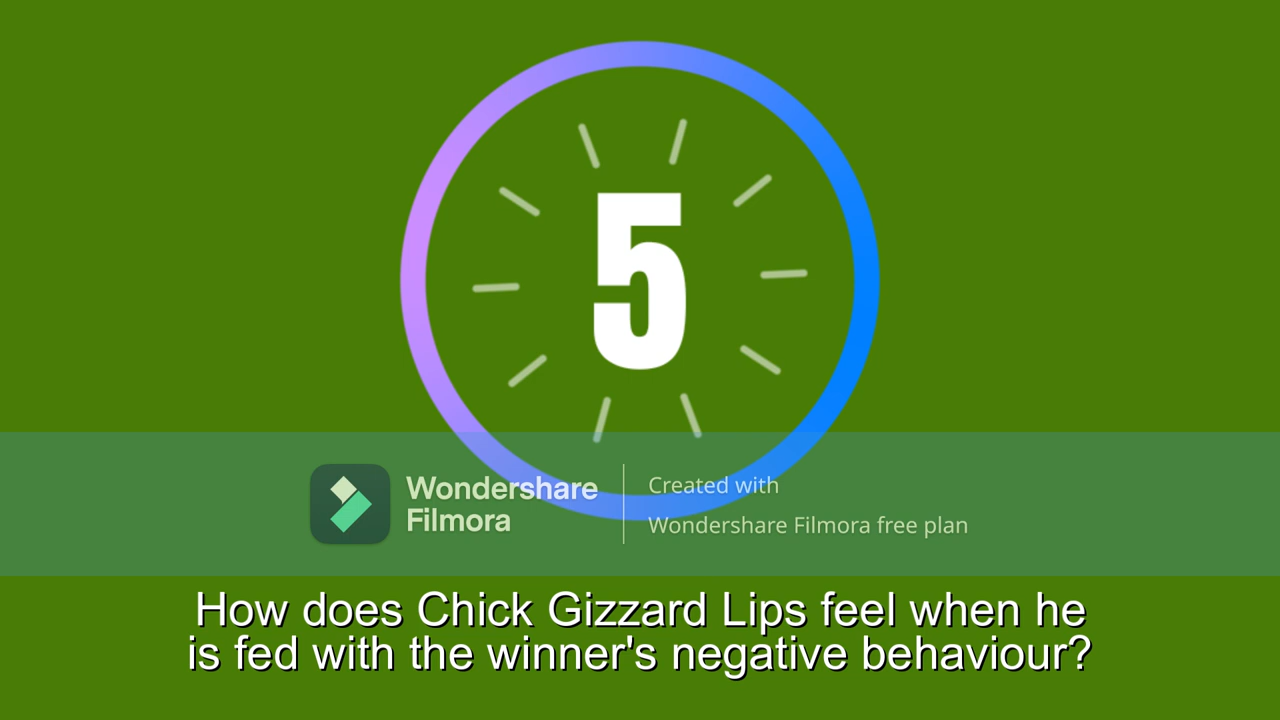 5
Wondershare
Filmora
Created with
Wondershare Filmora free plan
How does Chick Gizzard Lips feel when he
is fed with the winner's negative behaviour?